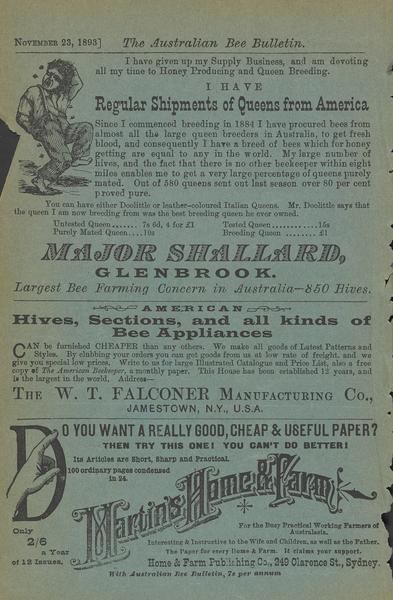 NOVEMBER 23, 1893] The Australian Bee Bulletin.
I have given up my Supply Business, and am devoting
all my time to Honey Producing and Queen Breeding.
I HAVE
Regular Shipments of Queens from America
Since I commenced breeding in 1884 I have procured bees from
almost all the large queen breeders in Australia, to get fresh
blood, and consequently I have a breed of bees which for honey
getting are equal to any in the world. My large number of
hives, and the fact that there is no other beekeeper within eight
miles enables me to get a very large percentage of queens purely
mated. Out of 580 queens sent out last season over 80 per cent
proved pure.
You can have either Doolittle or leather-coloured Italian Queens. Mr. Doolittle says that
the queen I am now breeding from was the best breeding queen he ever owned.
Untested Queen ....... 7s 6d, 4 for £1 Tested Queen ............ 15s
Purely Mated Queen .... 10s Breeding Queen ........ £1
MAJOR SHALLARD,
GLENBROOK.
Largest Bee Farming Concern in Australia—850 Hives.
AMERICAN
Hives, Sections, and all kinds of
Bee Appliances
CAN be furnished CHEAPER than any others. We make all goods of Latest Patterns and
Styles. By clubbing your orders you can get goods from us at low rate of freight, and we
give you special low prices. Write to us for large Illustrated Catalogue and Price List, also a free
copy of The American Beekeeper, a monthly paper. This House has been established 12 years, and
is the largest in the world. Address—
THE W. T. FALCONER MANUFACTURING CO.,
JAMESTOWN, N.Y., U.S.A.
DO YOU WANT A REALLY GOOD, CHEAP & USEFUL PAPER?
THEN TRY THIS ONE! YOU CAN'T DO BETTER!
Its Articles are Short, Sharp and Practical.
100 ordinary pages condensed
in 24.
Martin's Home & Farm
Only
2/6
a Year
of 12 Issues.
For the Busy Practical Working Farmers of
Australasia.
Interesting & Instructive to the Wife and Children, as well as the Father.
The Paper for every Home & Farm. It claims your support.
Home & Farm Publishing Co., 249 Clarence St., Sydney.
With Australian Bee Bulletin, 7s per annum